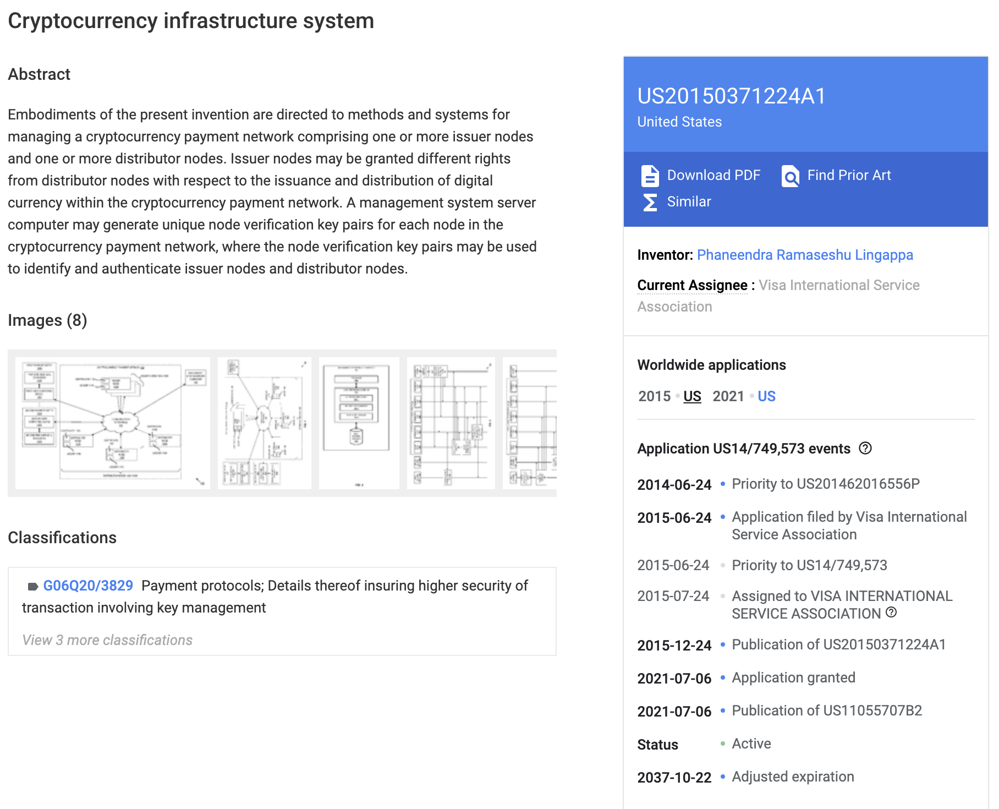 Cryptocurrency infrastructure system
Abstract
Embodiments of the present invention are directed to methods and systems for
managing a cryptocurrency payment network comprising one or more issuer nodes
and one or more distributor nodes. Issuer nodes may be granted different rights
from distributor nodes with respect to the issuance and distribution of digital
currency within the cryptocurrency payment network. A management system server
computer may generate unique node verification key pairs for each node in the
cryptocurrency payment network, where the node verification key pairs may be used
to identify and authenticate issuer nodes and distributor nodes.
Images (8)
Classifications
G06Q20/3829 Payment protocols; Details thereof insuring higher security of
transaction involving key management
View 3 more classifications
US20150371224A1
United States
Download PDF Find Prior Art
Similar
Inventor: Phaneendra Ramaseshu Lingappa
Current Assignee : Visa International Service
Association
Worldwide applications
2015 • US 2021 • US
Application US14/749,573 events
2014-06-24 • Priority to US201462016556P
2015-06-24 • Application filed by Visa International
Service Association
2015-06-24 • Priority to US14/749,573
2015-07-24 • Assigned to VISA INTERNATIONAL
SERVICE ASSOCIATION
2015-12-24 • Publication of US20150371224A1
2021-07-06 • Application granted
2021-07-06 • Publication of US11055707B2
Status • Active
2037-10-22 • Adjusted expiration